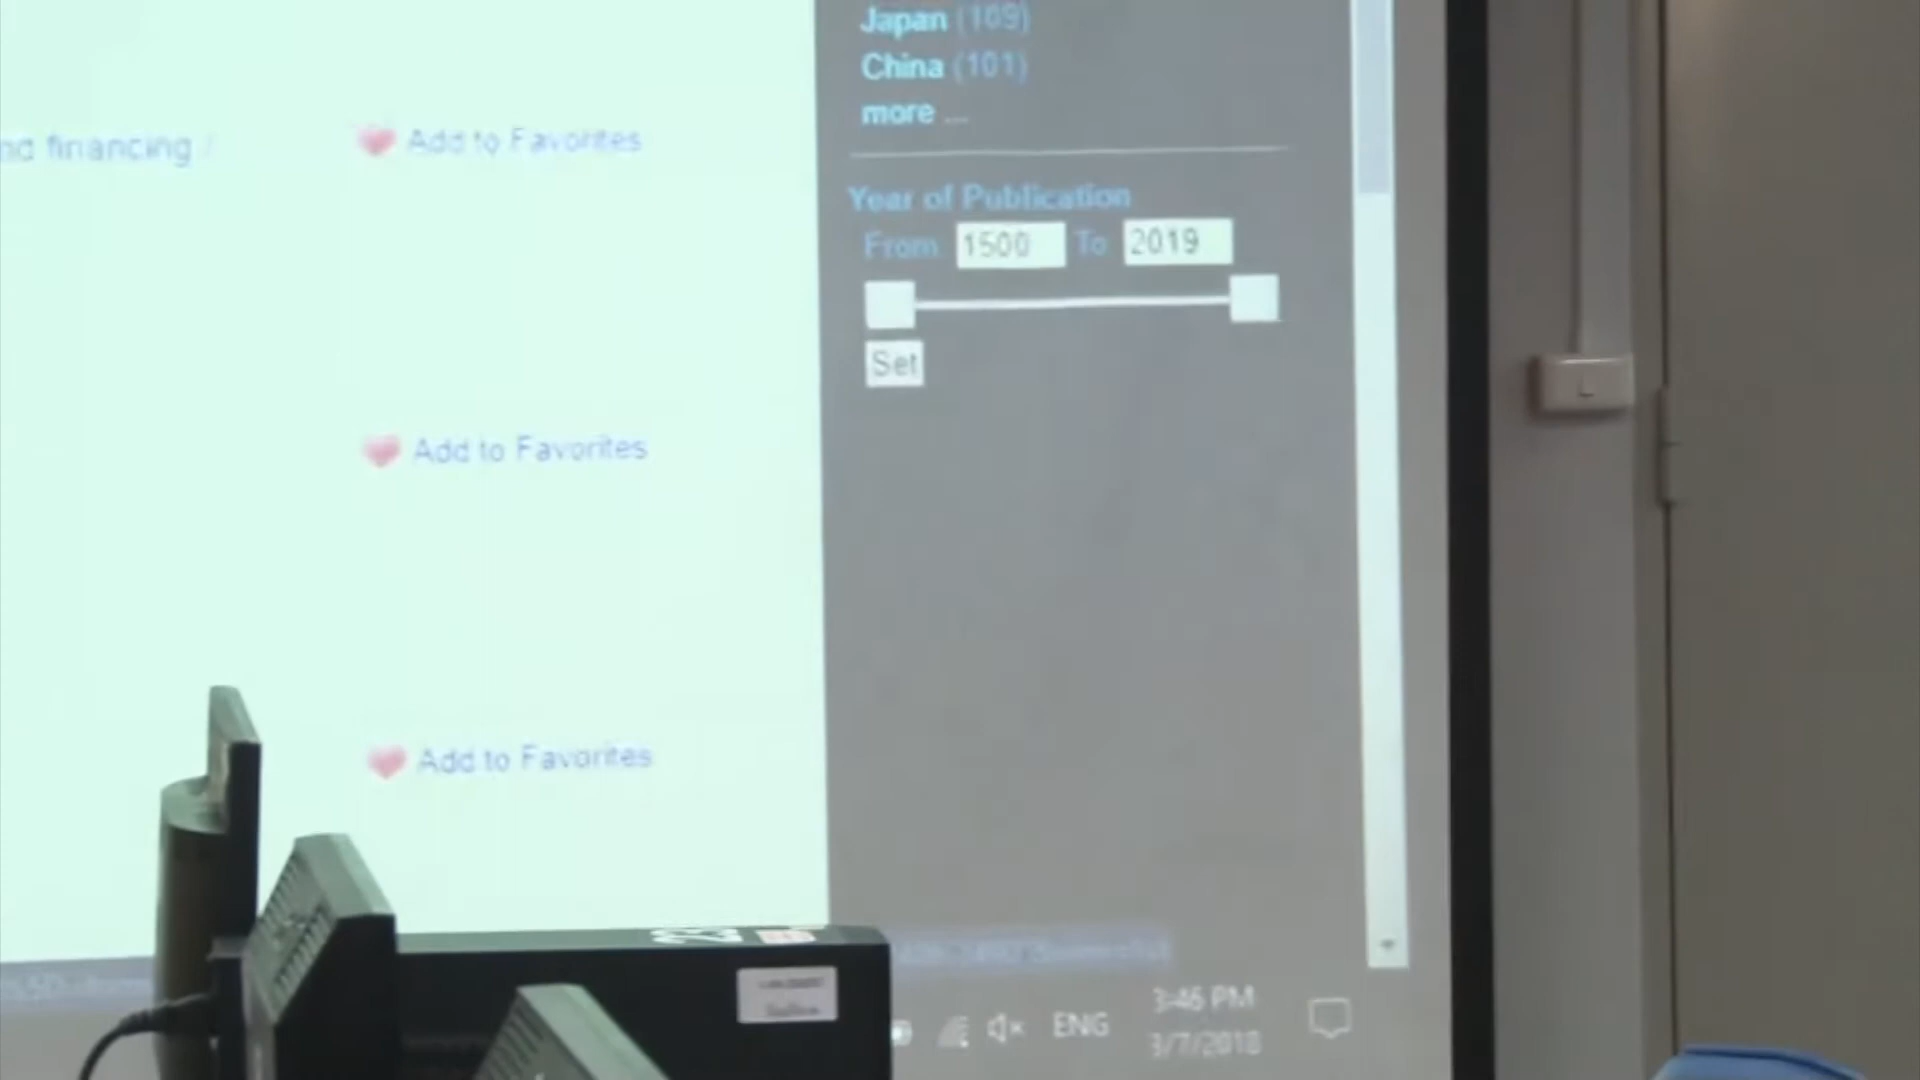 Japan (109)
China (101)
more ...
nd financing /
Add to Favorites
Year of Publication
From 1500 To 2019
Set
Add to Favorites
Add to Favorites
23
ENG
3:46 PM
3/7/2018